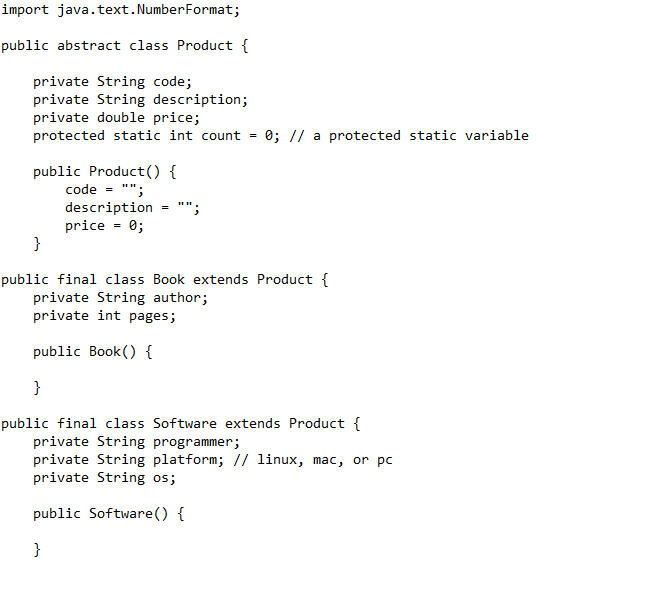 import java.text.NumberFormat;
public abstract class Product {
private String code;
private String description;
private double price;
protected static int count = 0; // a protected static variable
public Product() {
code = "";
description = "";
price = 0;
}
public final class Book extends Product {
private String author;
private int pages;
public Book() {
}
public final class Software extends Product {
private String programmer;
private String platform; // linux, mac, or pc
private String os;
public Software() {
}